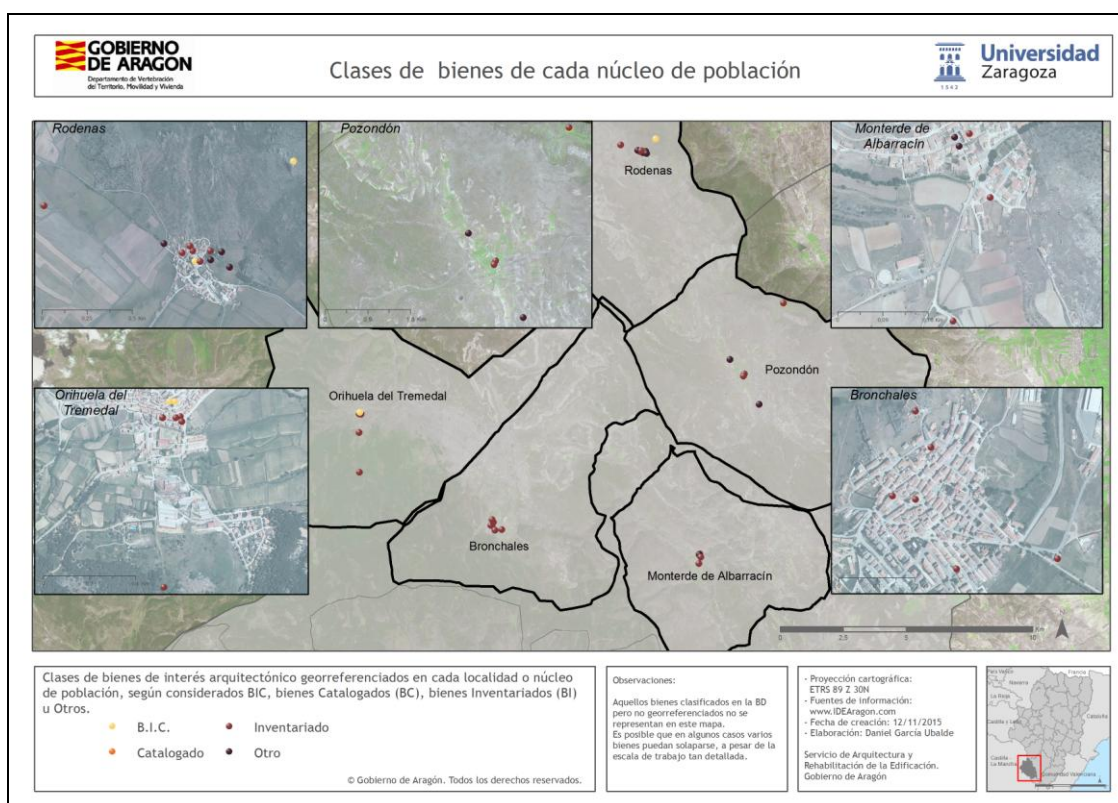 GOBIERNO
DE ARAGON
Departamento de Vertebración
del Territorio, Movilidad y Vivienda
Clases de bienes de cada núcleo de población
1542
Universidad
Zaragoza
Rodenas
Pozondón
Monterde de
Albarracín
Rodenas
Pozondón
Orihuela del
Tremedal
Orihuela del Tremedal
Bronchales
Bronchales
Monterde de Albarracín
Km
0 2,5 5 10
Clases de bienes de interés arquitectónico georreferenciados en cada localidad o núcleo
de población, según considerados BIC, bienes Catalogados (BC), bienes Inventariados (BI)
u Otros.
B.I.C.
Inventariado
Catalogado
Otro
© Gobierno de Aragón. Todos los derechos reservados.
Observaciones:
Aquellos bienes clasificados en la BD
pero no georreferenciados no se
representan en este mapa.
Es posible que en algunos casos varios
bienes puedan solaparse, a pesar de la
escala de trabajo tan detallada.
- Proyección cartográfica:
ETRS 89 Z 30N
- Fuentes de información:
www.iDEAragon.com
- Fecha de creación: 12/11/2015
- Elaboración: Daniel García Ubalde
Servicio de Arquitectura y
Rehabilitación de la Edificación.
Gobierno de Aragón
País Vasco
Francia
Navarra
La Rioja
Cataluña
Castilla y León
Castilla
La Mancha
Comunidad Valenciana